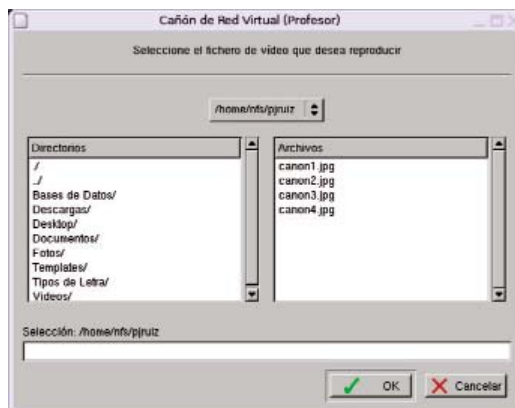 Cañón de Red Virtual (Profesor)
Seleccione el fichero de vídeo que desea reproducir
/home/nfs/pjruiz
Directorios
/
../
Bases de Datos/
Descargas/
Desktop/
Documentos/
Fotos/
Templates/
Tipos de Letra/
Videos/
Archivos
canon1.jpg
canon2.jpg
canon3.jpg
canon4.jpg
Selección: /home/nfs/pjruiz
OK
Cancelar